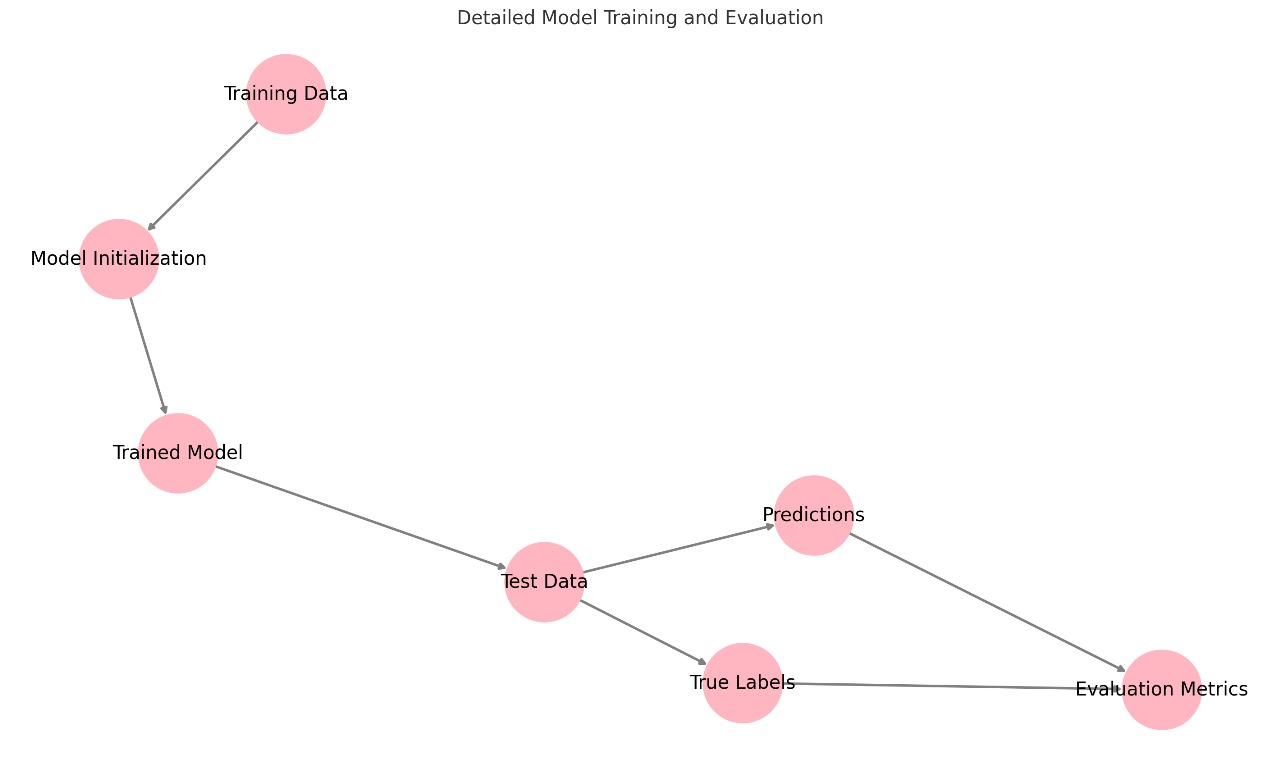 Detailed Model Training and Evaluation
Training Data
Model Initialization
Trained Model
Predictions
Test Data
True Labels
Evaluation Metrics